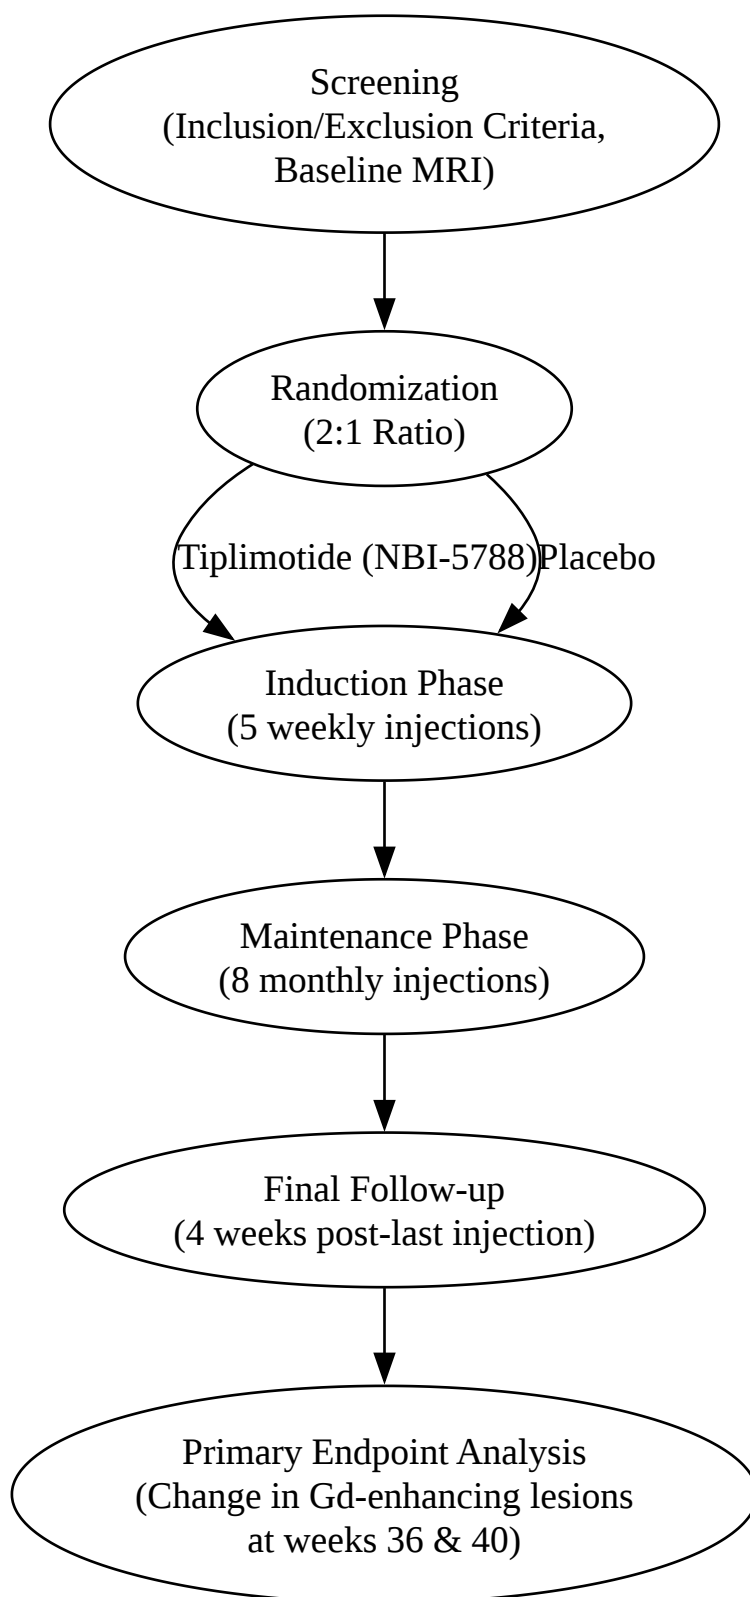 Screening
(Inclusion/Exclusion Criteria,
Baseline MRI)
Randomization
(2:1 Ratio)
Tiplimotide (NBI-5788)
Placebo
Induction Phase
(5 weekly injections)
Maintenance Phase
(8 monthly injections)
Final Follow-up
(4 weeks post-last injection)
Primary Endpoint Analysis
(Change in Gd-enhancing lesions
at weeks 36 & 40)